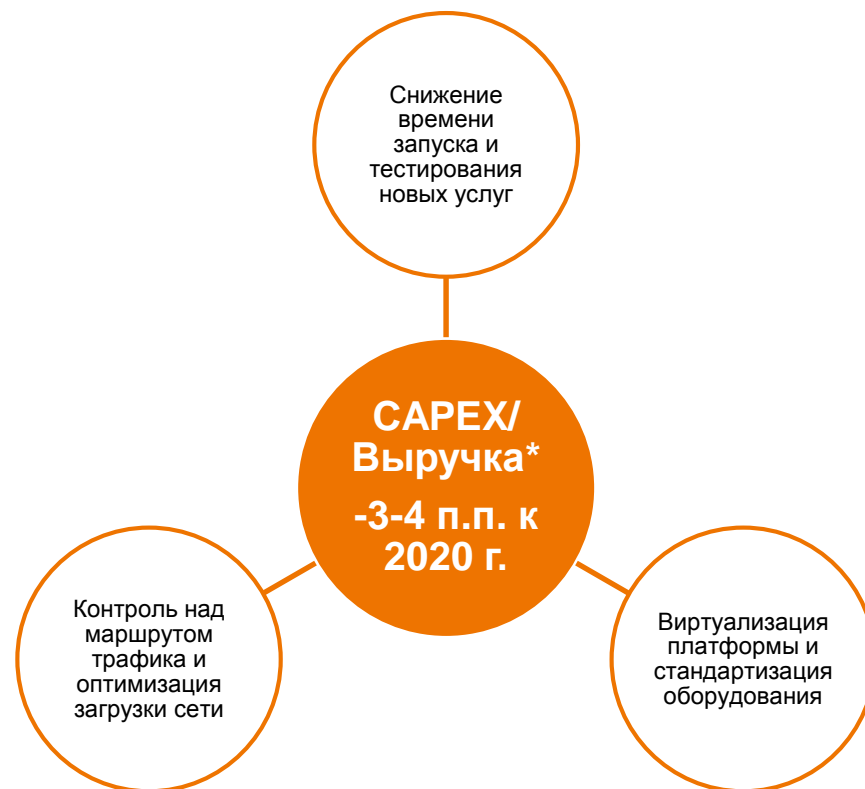 Снижение
времени
запуска и
тестирования
новых услуг
CAPEX/
Выручка*
-3-4 п.п. к
2020 г.
Контроль над
маршрутом
трафика и
оптимизация
загрузки сети
Виртуализация
платформы и
стандартизация
оборудования